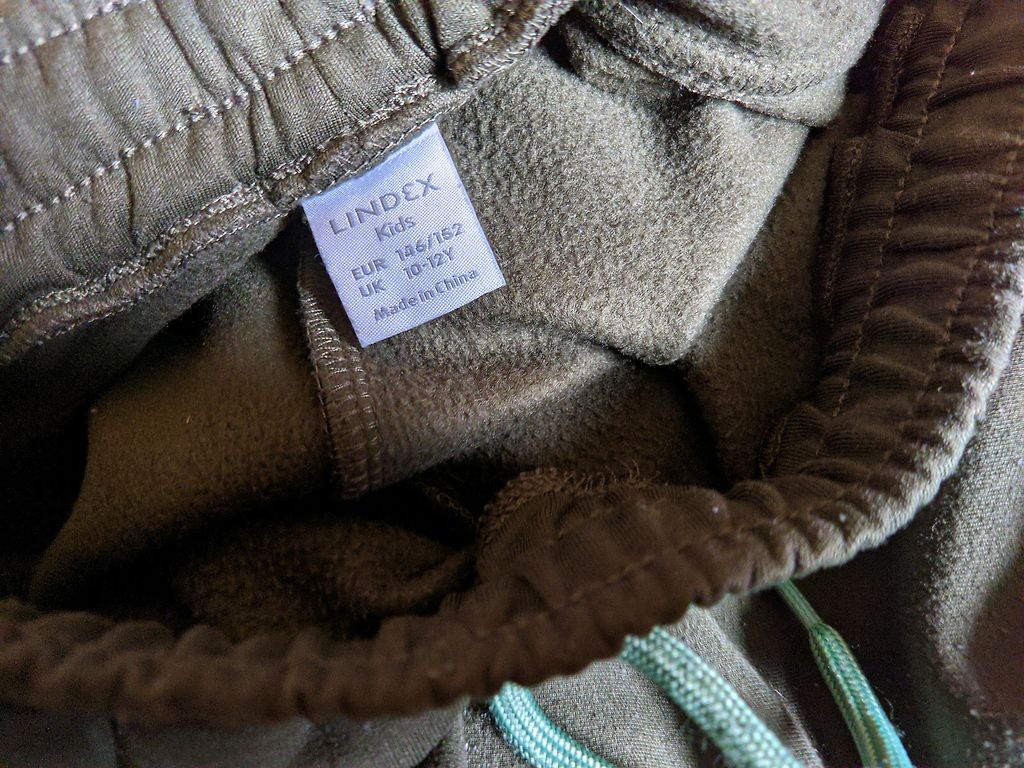 LINDEX
Kids
EUR 146/152
UK 10-12Y
Made in China